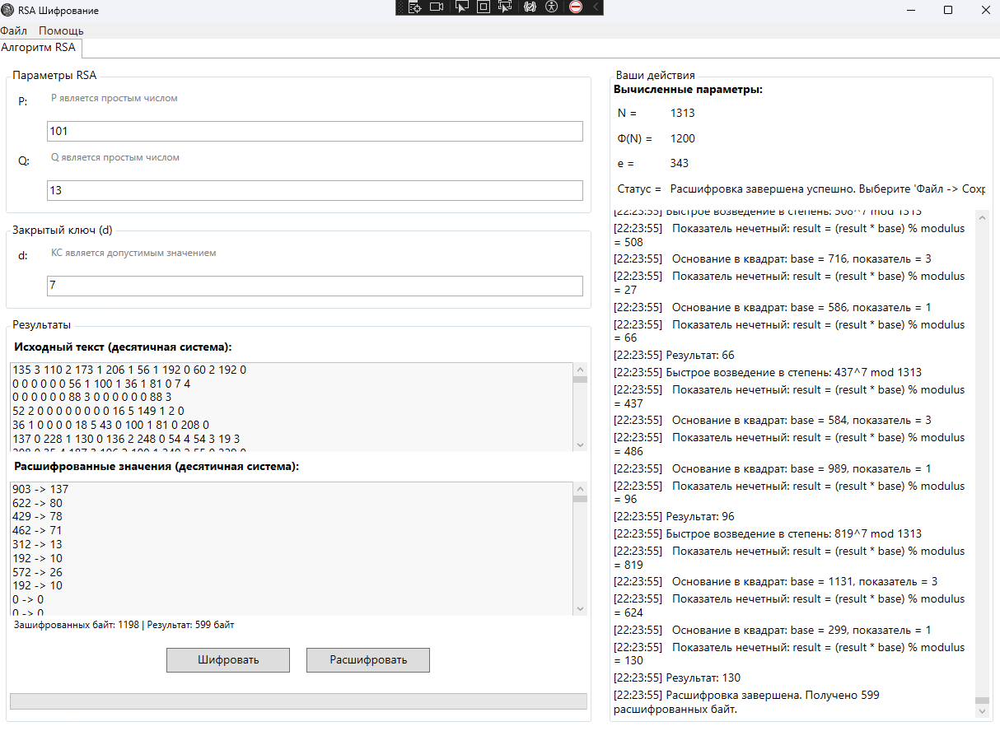 RSA Шифрование
Файл Помощь
Алгоритм RSA
Параметры RSA
P: P является простым числом
101
Q: Q является простым числом
13
Закрытый ключ (d)
d: КС является допустимым значением
7
Результаты
Исходный текст (десятичная система):
135 3 110 2 173 1 206 1 56 1 192 0 60 2 192 0
0 0 0 0 0 0 56 1 100 1 36 1 81 0 7 4
0 0 0 0 0 0 88 3 0 0 0 0 0 0 88 3
52 2 0 0 0 0 0 0 0 0 16 5 149 1 2 0
36 1 0 0 0 0 18 5 43 0 100 1 81 0 208 0
137 0 228 1 130 0 136 2 248 0 54 4 54 3 19 3
Расшифрованные значения (десятичная система):
903 -> 137
622 -> 80
429 -> 78
462 -> 71
312 -> 13
192 -> 10
572 -> 26
192 -> 10
0 -> 0
0 -> 0
Зашифрованных байт: 1198 | Результат: 599 байт
Шифровать Расшифровать
Ваши действия
Вычисленные параметры:
N = 1313
Ф(N) = 1200
e = 343
Статус = Расшифровка завершена успешно. Выберите 'Файл -> Сохр
[22:23:55] Быстрое возведение в степень: 508^7 mod 1313
[22:23:55] Показатель нечетный: result = (result * base) % modulus
= 508
[22:23:55] Основание в квадрат: base = 716, показатель = 3
[22:23:55] Показатель нечетный: result = (result * base) % modulus
= 27
[22:23:55] Основание в квадрат: base = 586, показатель = 1
[22:23:55] Показатель нечетный: result = (result * base) % modulus
= 66
[22:23:55] Результат: 66
[22:23:55] Быстрое возведение в степень: 437^7 mod 1313
[22:23:55] Показатель нечетный: result = (result * base) % modulus
= 437
[22:23:55] Основание в квадрат: base = 584, показатель = 3
[22:23:55] Показатель нечетный: result = (result * base) % modulus
= 486
[22:23:55] Основание в квадрат: base = 989, показатель = 1
[22:23:55] Показатель нечетный: result = (result * base) % modulus
= 96
[22:23:55] Результат: 96
[22:23:55] Быстрое возведение в степень: 819^7 mod 1313
[22:23:55] Показатель нечетный: result = (result * base) % modulus
= 819
[22:23:55] Основание в квадрат: base = 1131, показатель = 3
[22:23:55] Показатель нечетный: result = (result * base) % modulus
= 624
[22:23:55] Основание в квадрат: base = 299, показатель = 1
[22:23:55] Показатель нечетный: result = (result * base) % modulus
= 130
[22:23:55] Результат: 130
[22:23:55] Расшифровка завершена. Получено 599
расшифрованных байт.